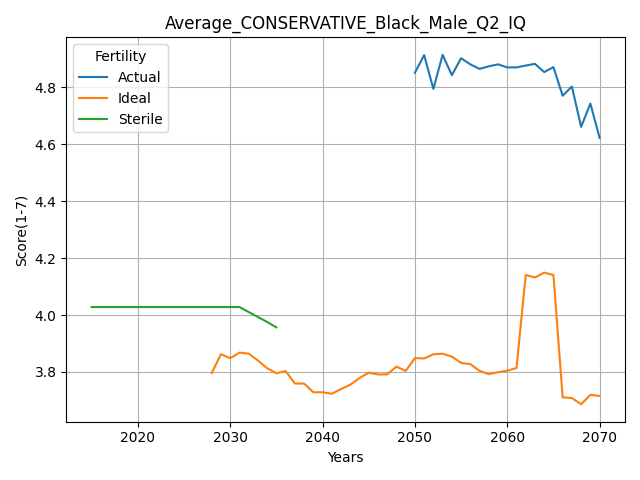 Average_CONSERVATIVE_Black_Male_Q2_IQ
Fertility
Actual
Ideal
Sterile
Score(1-7)
4.8
4.6
4.4
4.2
4.0
3.8
2020 2030 2040 2050 2060 2070
Years